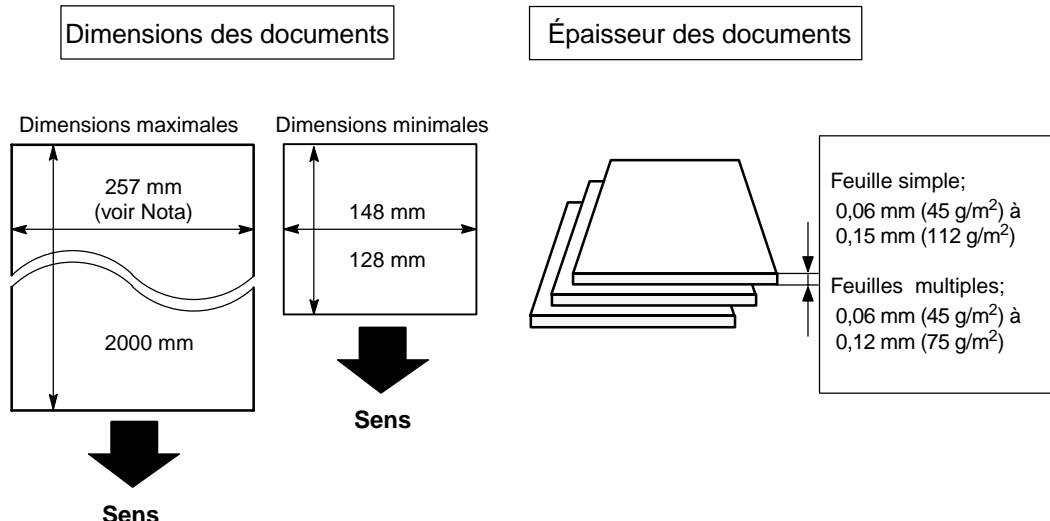 Dimensions des documents
Épaisseur des documents
Dimensions maximales
Dimensions minimales
257 mm
(voir Nota)
2000 mm
Sens
148 mm
128 mm
Sens
Feuille simple;
0,06 mm (45 g/m²) à
0,15 mm (112 g/m²)
Feuilles multiples;
0,06 mm (45 g/m²) à
0,12 mm (75 g/m²)